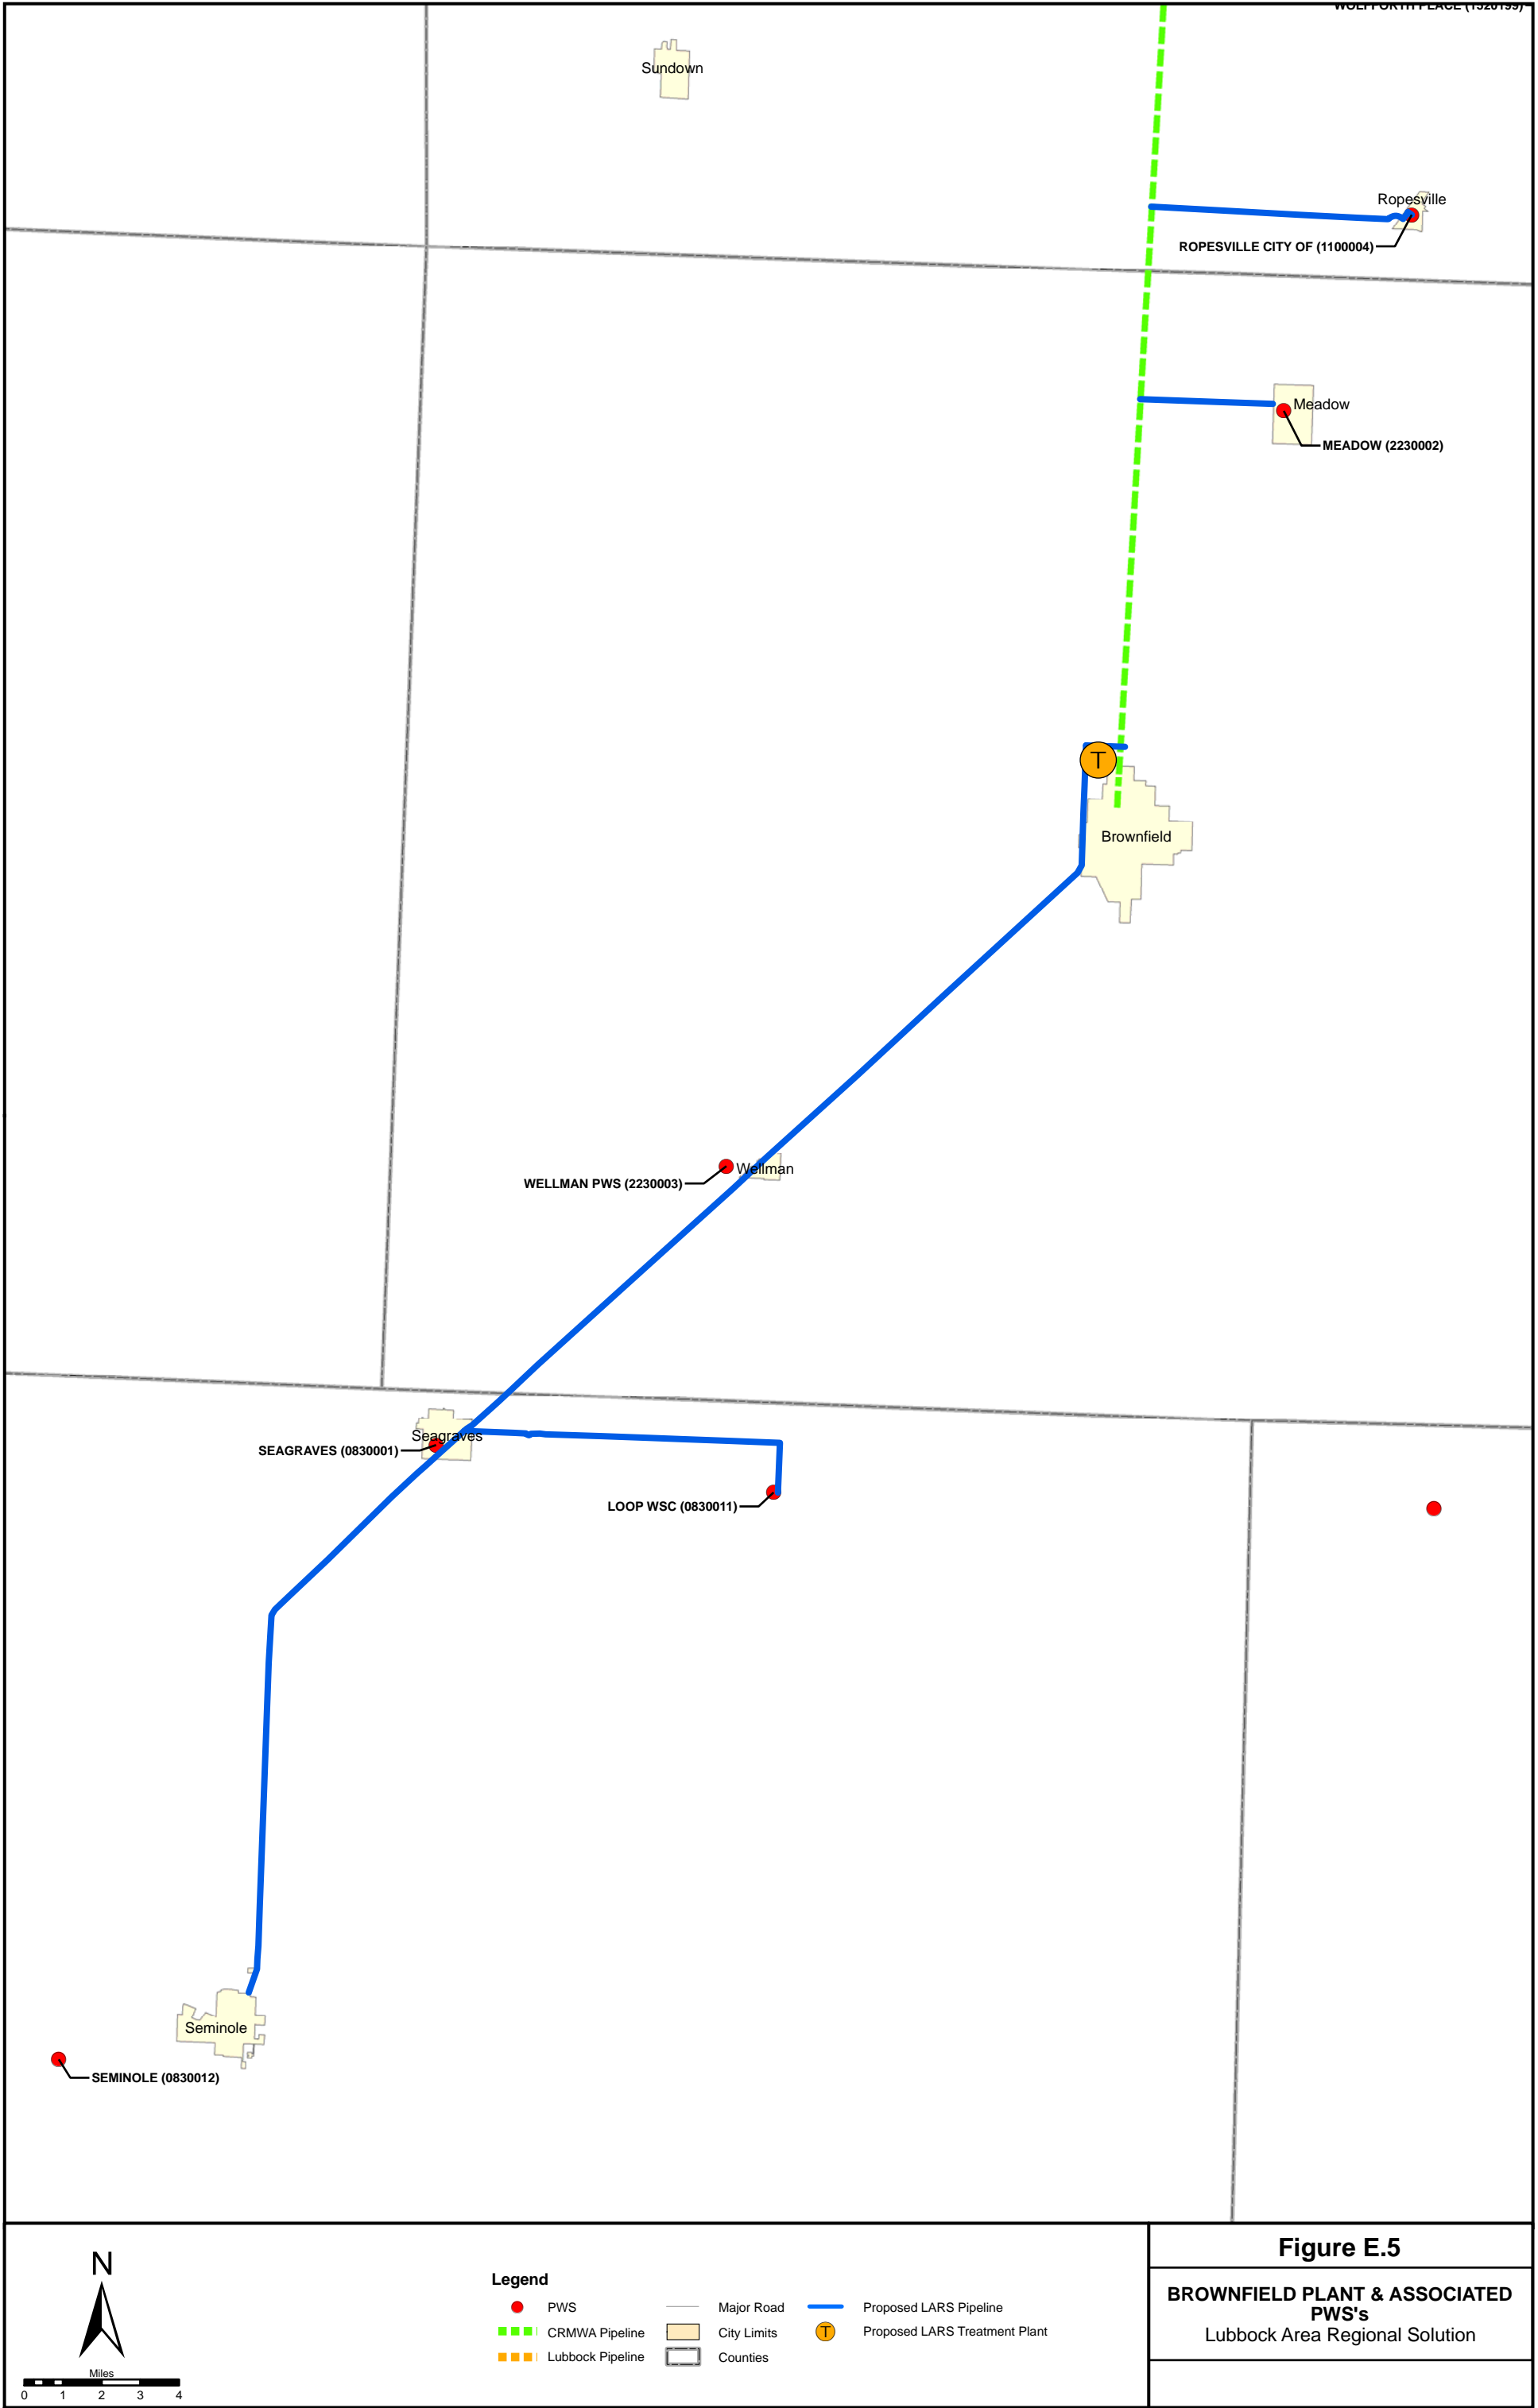 WOLFFORTH PLACE (1520199)
Sundown
Ropesville
ROPESVILLE CITY OF (1100004)
Meadow
MEADOW (2230002)
T
Brownfield
Wellman
WELLMAN PWS (2230003)
Seagraves
SEAGRAVES (0830001)
LOOP WSC (0830011)
Seminole
SEMINOLE (0830012)
N
Miles
0 1 2 3 4
Legend
PWS
CRMWA Pipeline
Lubbock Pipeline
Major Road
City Limits
Counties
Proposed LARS Pipeline
T Proposed LARS Treatment Plant
Figure E.5
BROWNFIELD PLANT & ASSOCIATED
PWS's
Lubbock Area Regional Solution